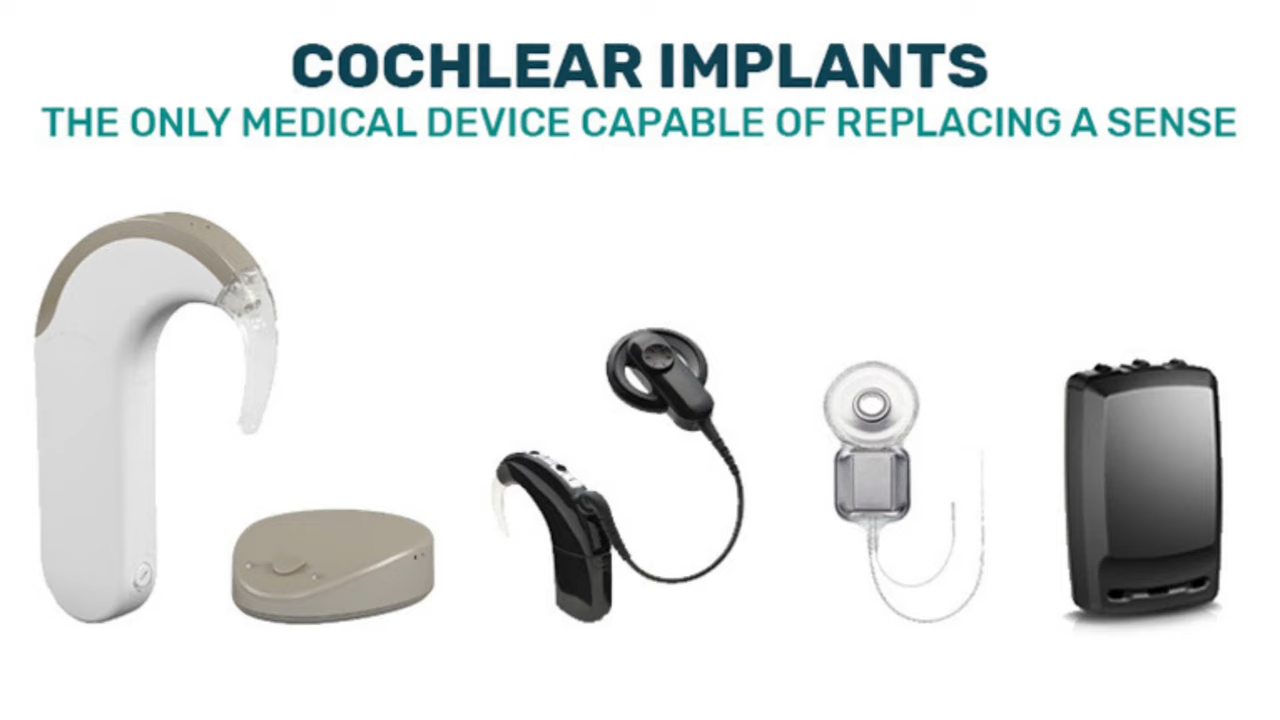 COCHLEAR IMPLANTS
THE ONLY MEDICAL DEVICE CAPABLE OF REPLACING A SENSE